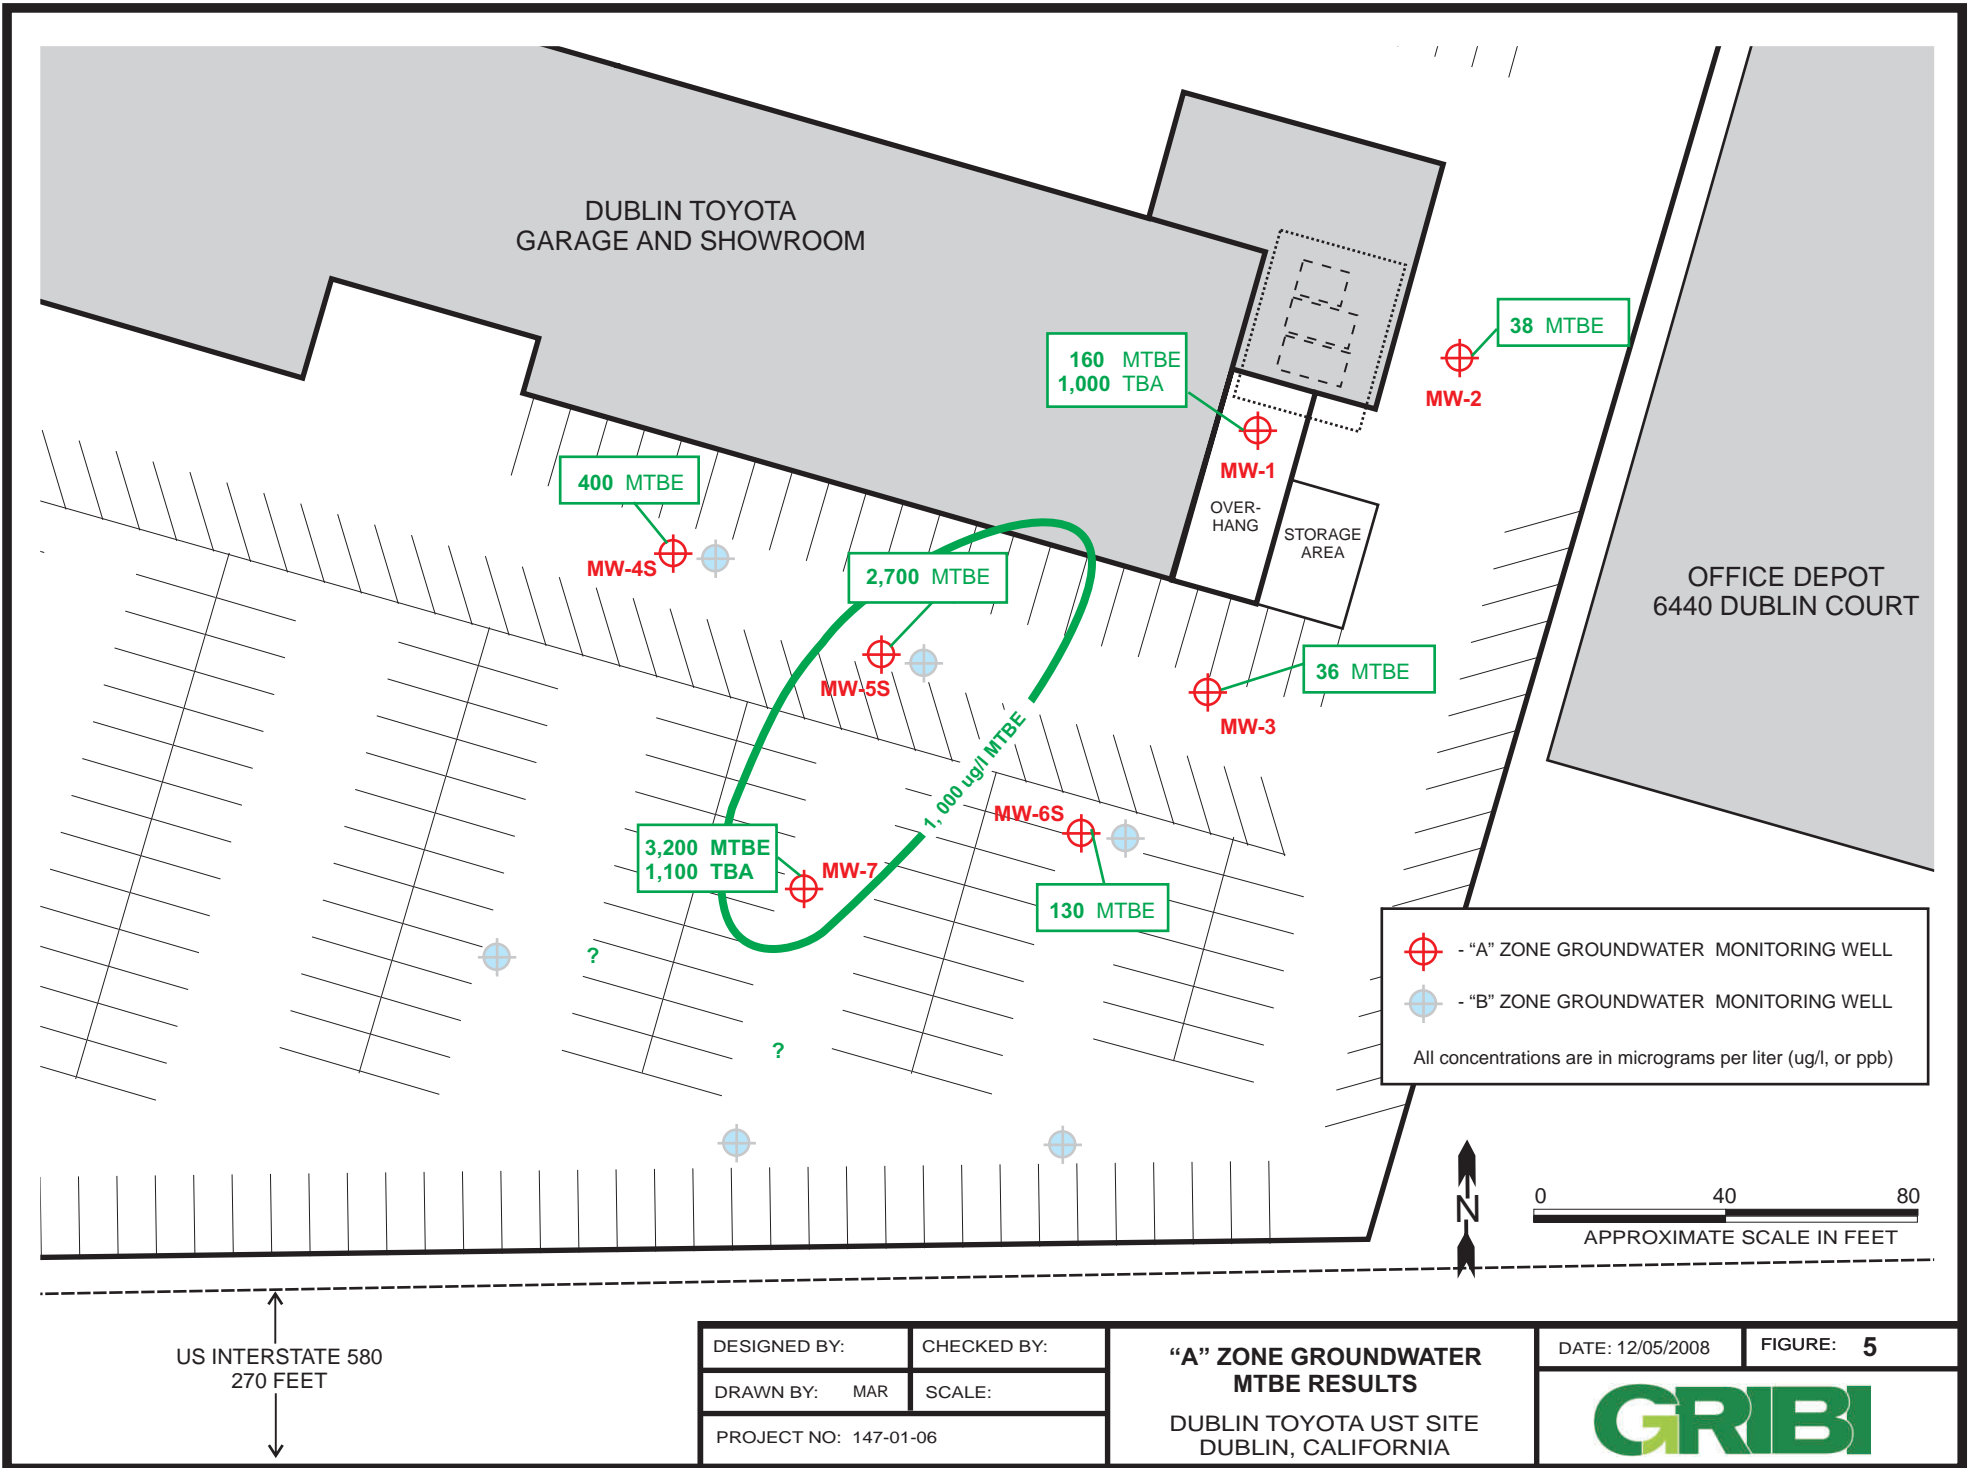 DUBLIN TOYOTA
GARAGE AND SHOWROOM
38 MTBE
MW-2
160 MTBE
1,000 TBA
MW-1
OVER-
HANG
STORAGE
AREA
400 MTBE
MW-4S
2,700 MTBE
MW-5S
OFFICE DEPOT
6440 DUBLIN COURT
36 MTBE
MW-3
1, 000 ug/l MTBE
MW-6S
130 MTBE
3,200 MTBE
1,100 TBA
MW-7
?
?
- “A” ZONE GROUNDWATER MONITORING WELL
- “B” ZONE GROUNDWATER MONITORING WELL
All concentrations are in micrograms per liter (ug/l, or ppb)
N
0 40 80
APPROXIMATE SCALE IN FEET
US INTERSTATE 580
270 FEET
DESIGNED BY:
CHECKED BY:
DRAWN BY: MAR
SCALE:
PROJECT NO: 147-01-06
“A” ZONE GROUNDWATER
MTBE RESULTS
DUBLIN TOYOTA UST SITE
DUBLIN, CALIFORNIA
DATE: 12/05/2008
FIGURE: 5
GRIBI